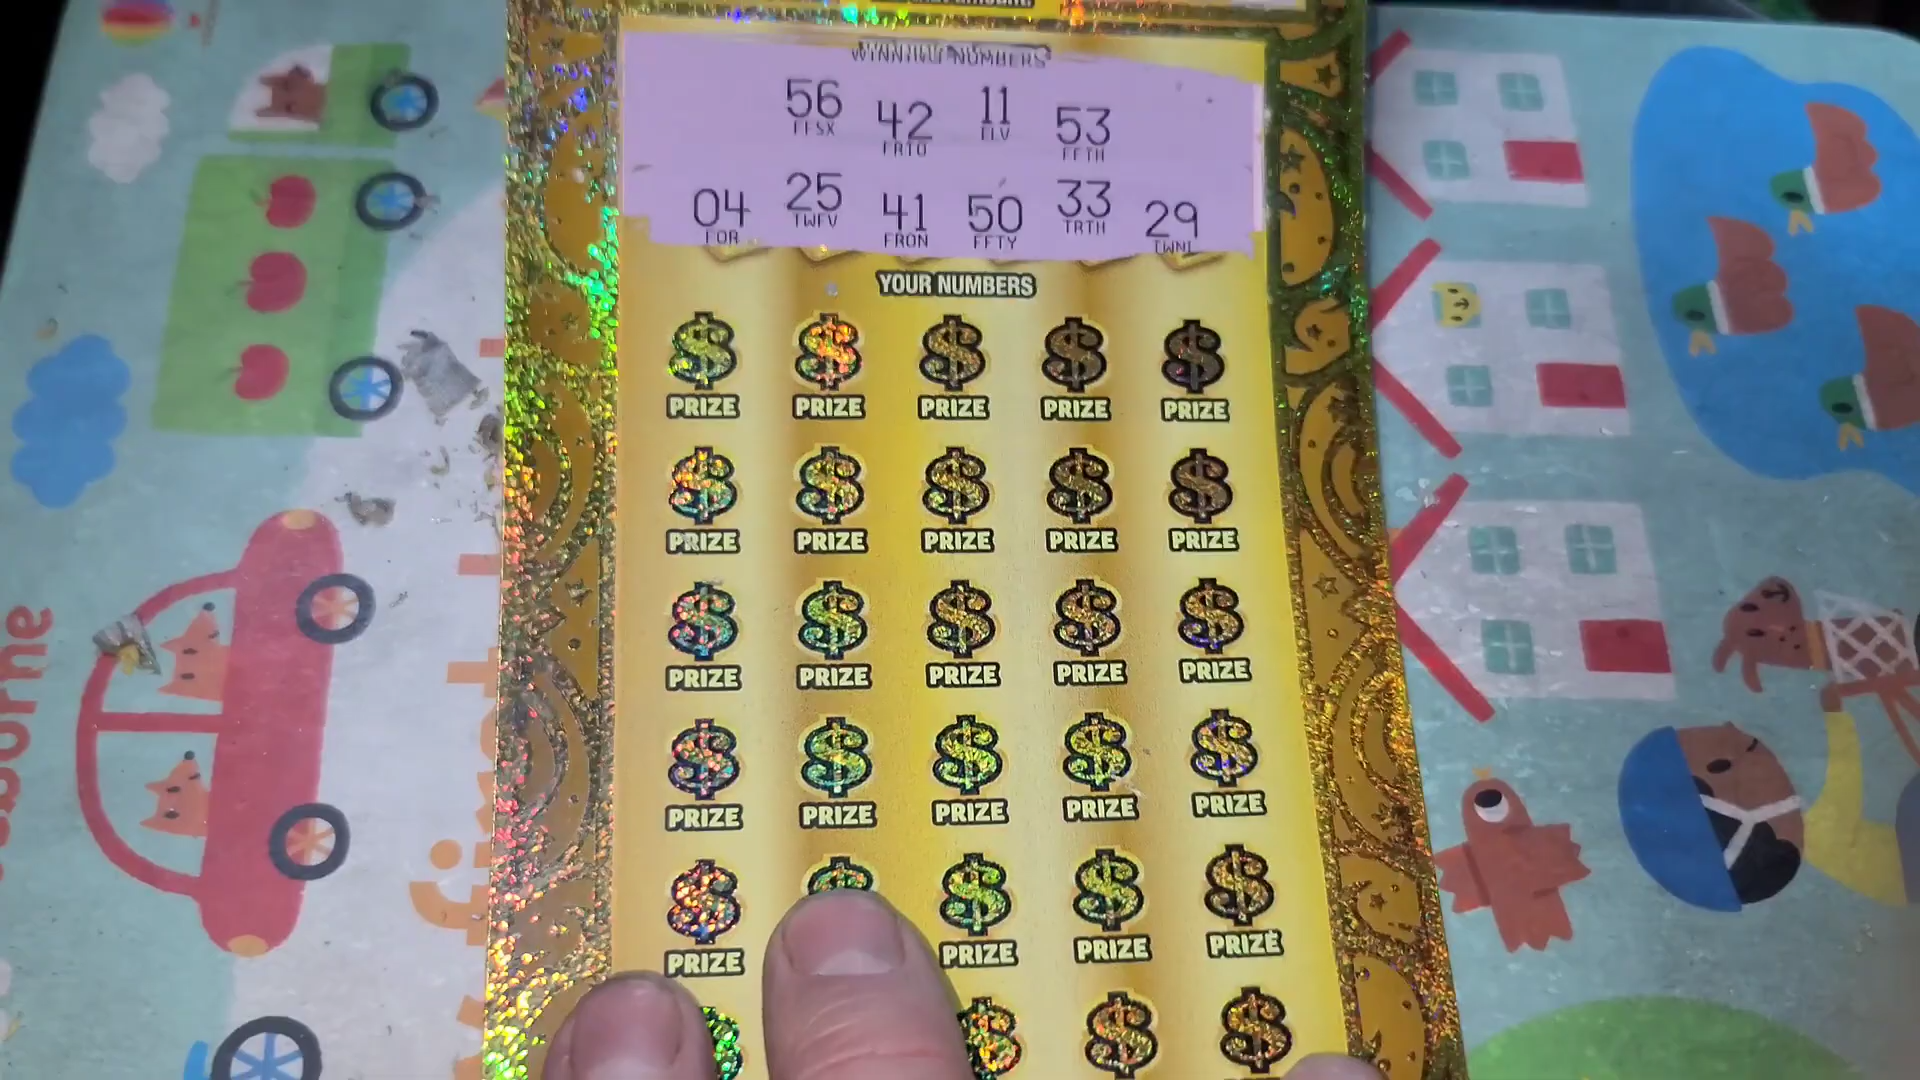 WINNING NUMBERS
56 42 11 53
FFSX FRTO ELV FFTH
04 25 41 50 33 29
FOR TWFV FRON FFTY TRTH TWNI
YOUR NUMBERS
PRIZE PRIZE PRIZE PRIZE PRIZE
PRIZE PRIZE PRIZE PRIZE PRIZE
PRIZE PRIZE PRIZE PRIZE PRIZE
PRIZE PRIZE PRIZE PRIZE PRIZE
PRIZE PRIZE PRIZE PRIZE